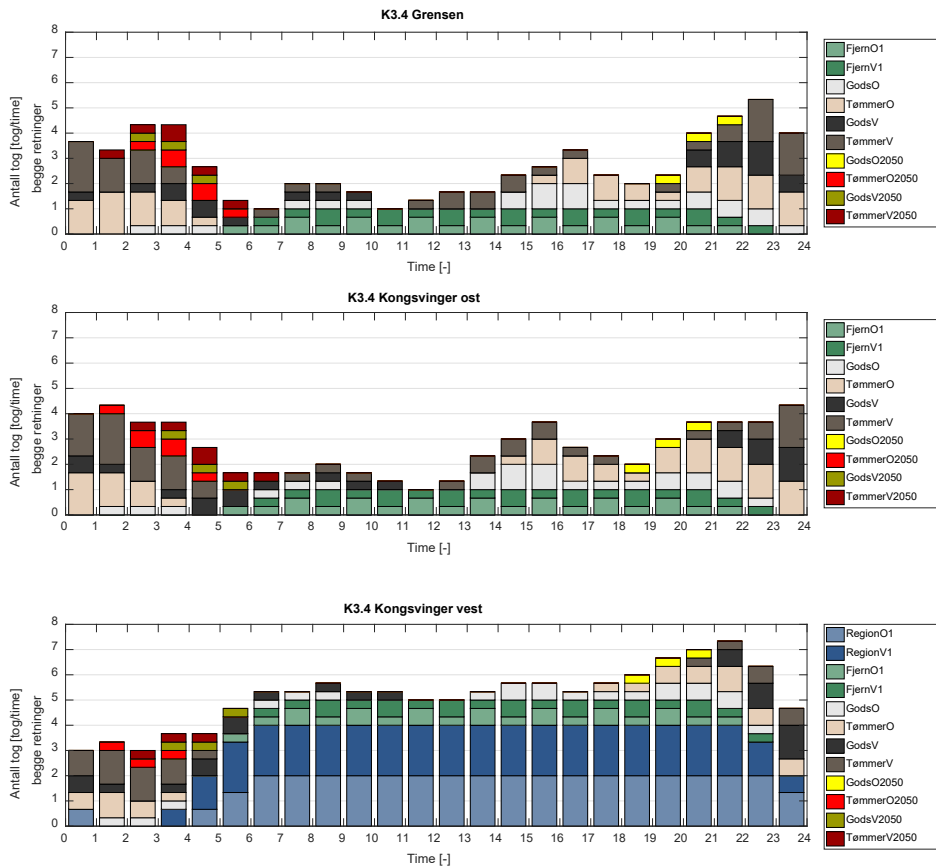 K3.4 Grensen
8
7
6
5
4
3
2
1
0
Antall tog [tog/time]
begge retninger
0 1 2 3 4 5 6 7 8 9 10 11 12 13 14 15 16 17 18 19 20 21 22 23 24
Time [-]
FjernO1
FjernV1
GodsO
TømmerO
GodsV
TømmerV
GodsO2050
TømmerO2050
GodsV2050
TømmerV2050
K3.4 Kongsvinger ost
8
7
6
5
4
3
2
1
0
Antall tog [tog/time]
begge retninger
0 1 2 3 4 5 6 7 8 9 10 11 12 13 14 15 16 17 18 19 20 21 22 23 24
Time [-]
FjernO1
FjernV1
GodsO
TømmerO
GodsV
TømmerV
GodsO2050
TømmerO2050
GodsV2050
TømmerV2050
K3.4 Kongsvinger vest
8
7
6
5
4
3
2
1
0
Antall tog [tog/time]
begge retninger
0 1 2 3 4 5 6 7 8 9 10 11 12 13 14 15 16 17 18 19 20 21 22 23 24
Time [-]
RegionO1
RegionV1
FjernO1
FjernV1
GodsO
TømmerO
GodsV
TømmerV
GodsO2050
TømmerO2050
GodsV2050
TømmerV2050